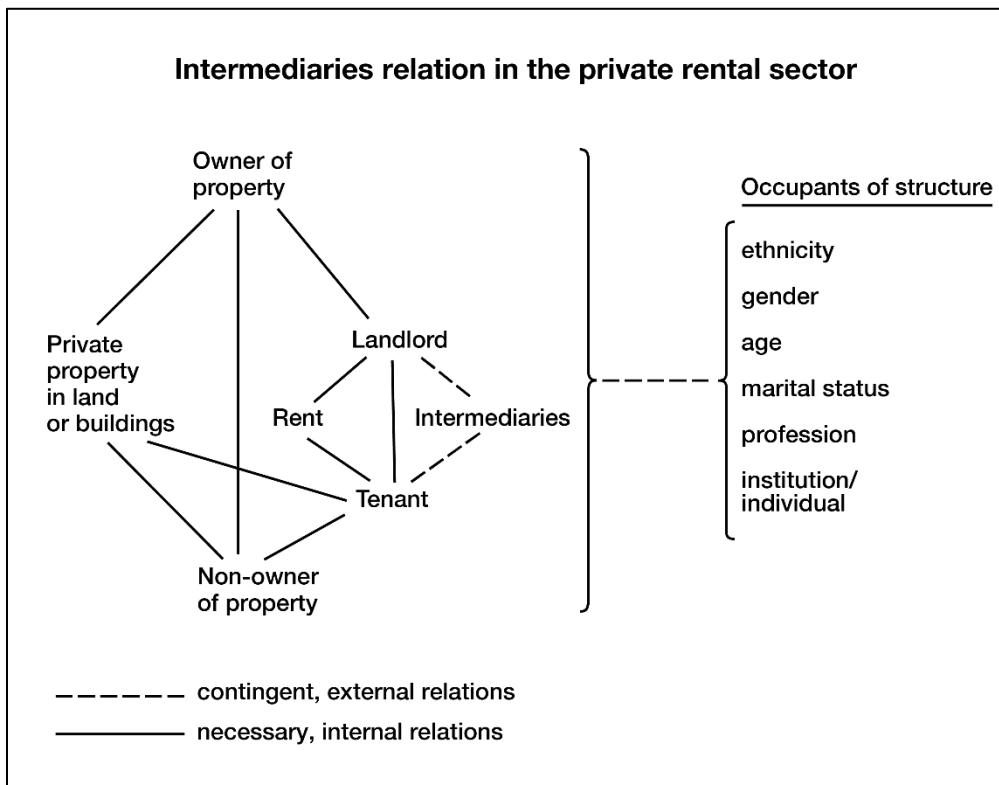 Intermediaries relation in the private rental sector
Owner of
property
Occupants of structure
ethnicity
gender
age
marital status
profession
institution/
individual
Landlord
Private
property
in land
or buildings
Rent
Intermediaries
Tenant
Non-owner
of property
contingent, external relations
necessary, internal relations